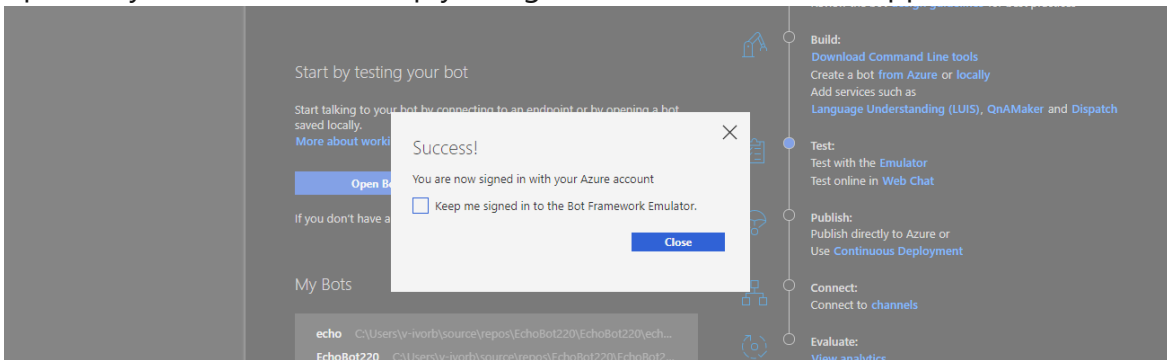 Start by testing your bot
Start talking to your bot by connecting to an endpoint or by opening a bot
saved locally.
More about worki
Open B
If you don't have a
My Bots
echo C:\Users\v-ivorb\source\repos\EchoBot220\EchoBot220\ech...
EchoBot220 C:\Users\v-ivorb\source\repos\EchoBot220\EchoBot2...
Success!
You are now signed in with your Azure account
Keep me signed in to the Bot Framework Emulator.
Close
Build:
Download Command Line tools
Create a bot from Azure or locally
Add services such as
Language Understanding (LUIS), QnAMaker and Dispatch
Test:
Test with the Emulator
Test online in Web Chat
Publish:
Publish directly to Azure or
Use Continuous Deployment
Connect:
Connect to channels
Evaluate:
View analytics